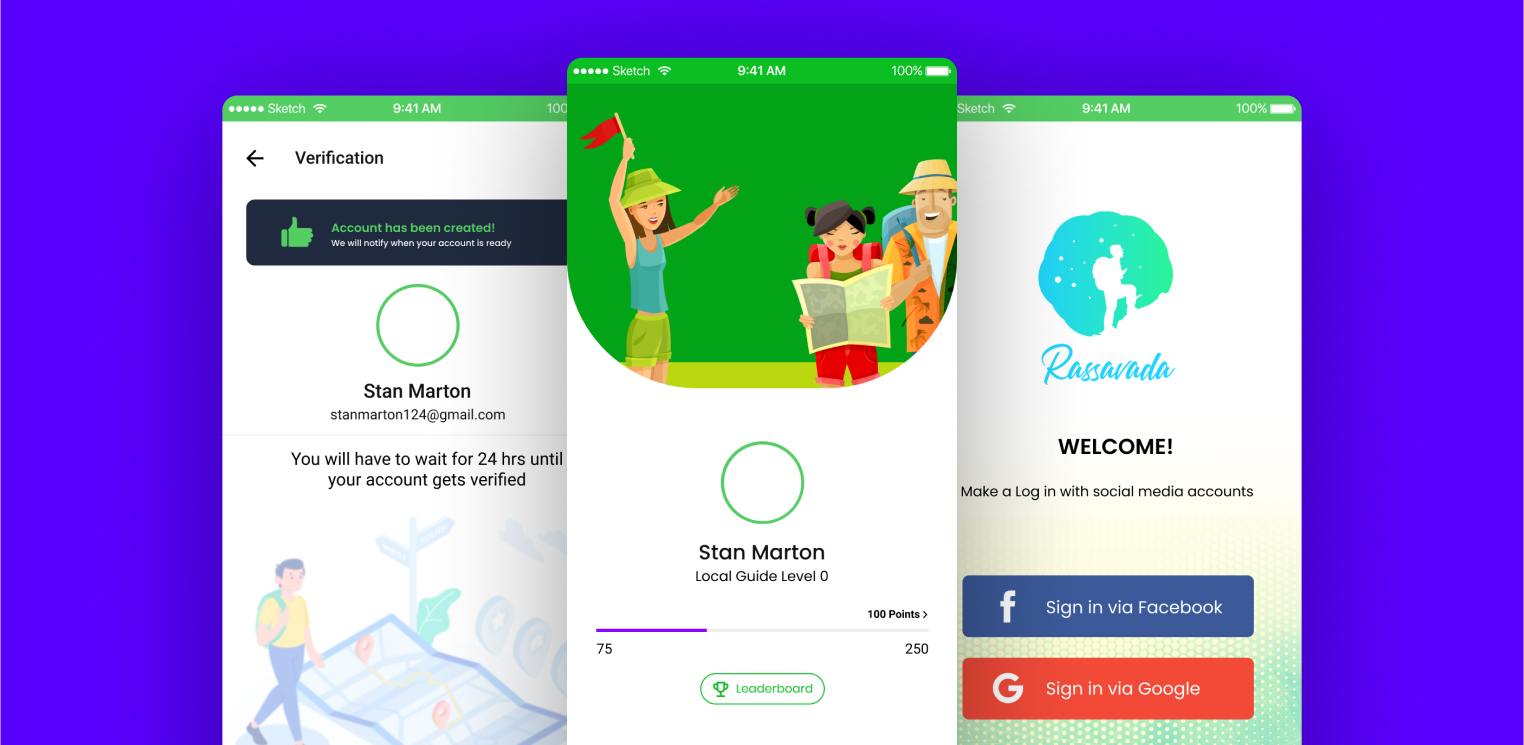 Sketch
9:41 AM
100
Verification
Account has been created!
We will notify when your account is ready
Stan Marton
stanmarton124@gmail.com
You will have to wait for 24 hrs until
your account gets verified
Sketch
9:41 AM
100%
Stan Marton
Local Guide Level 0
100 Points >
75
250
Leaderboard
Sketch
9:41 AM
100%
Rassavada
WELCOME!
Make a Log in with social media accounts
f
Sign in via Facebook
G
Sign in via Google